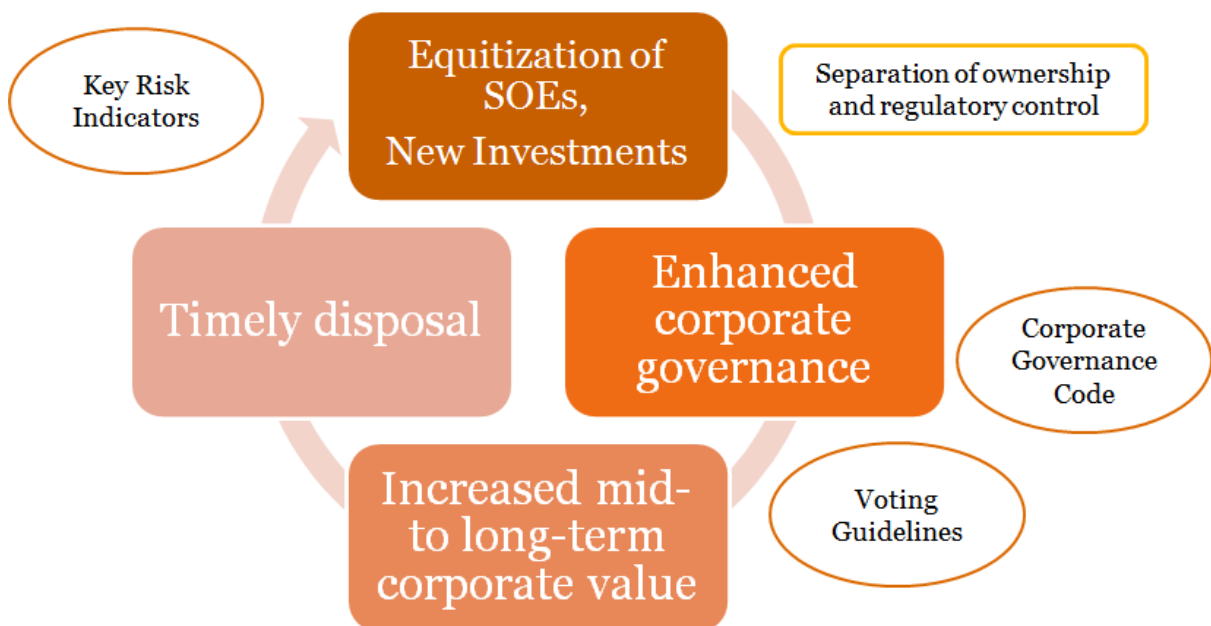 Key Risk
Indicators
Equitization of
SOEs,
New Investments
Separation of ownership
and regulatory control
Timely disposal
Enhanced
corporate
governance
Corporate
Governance
Code
Increased mid-
to long-term
corporate value
Voting
Guidelines